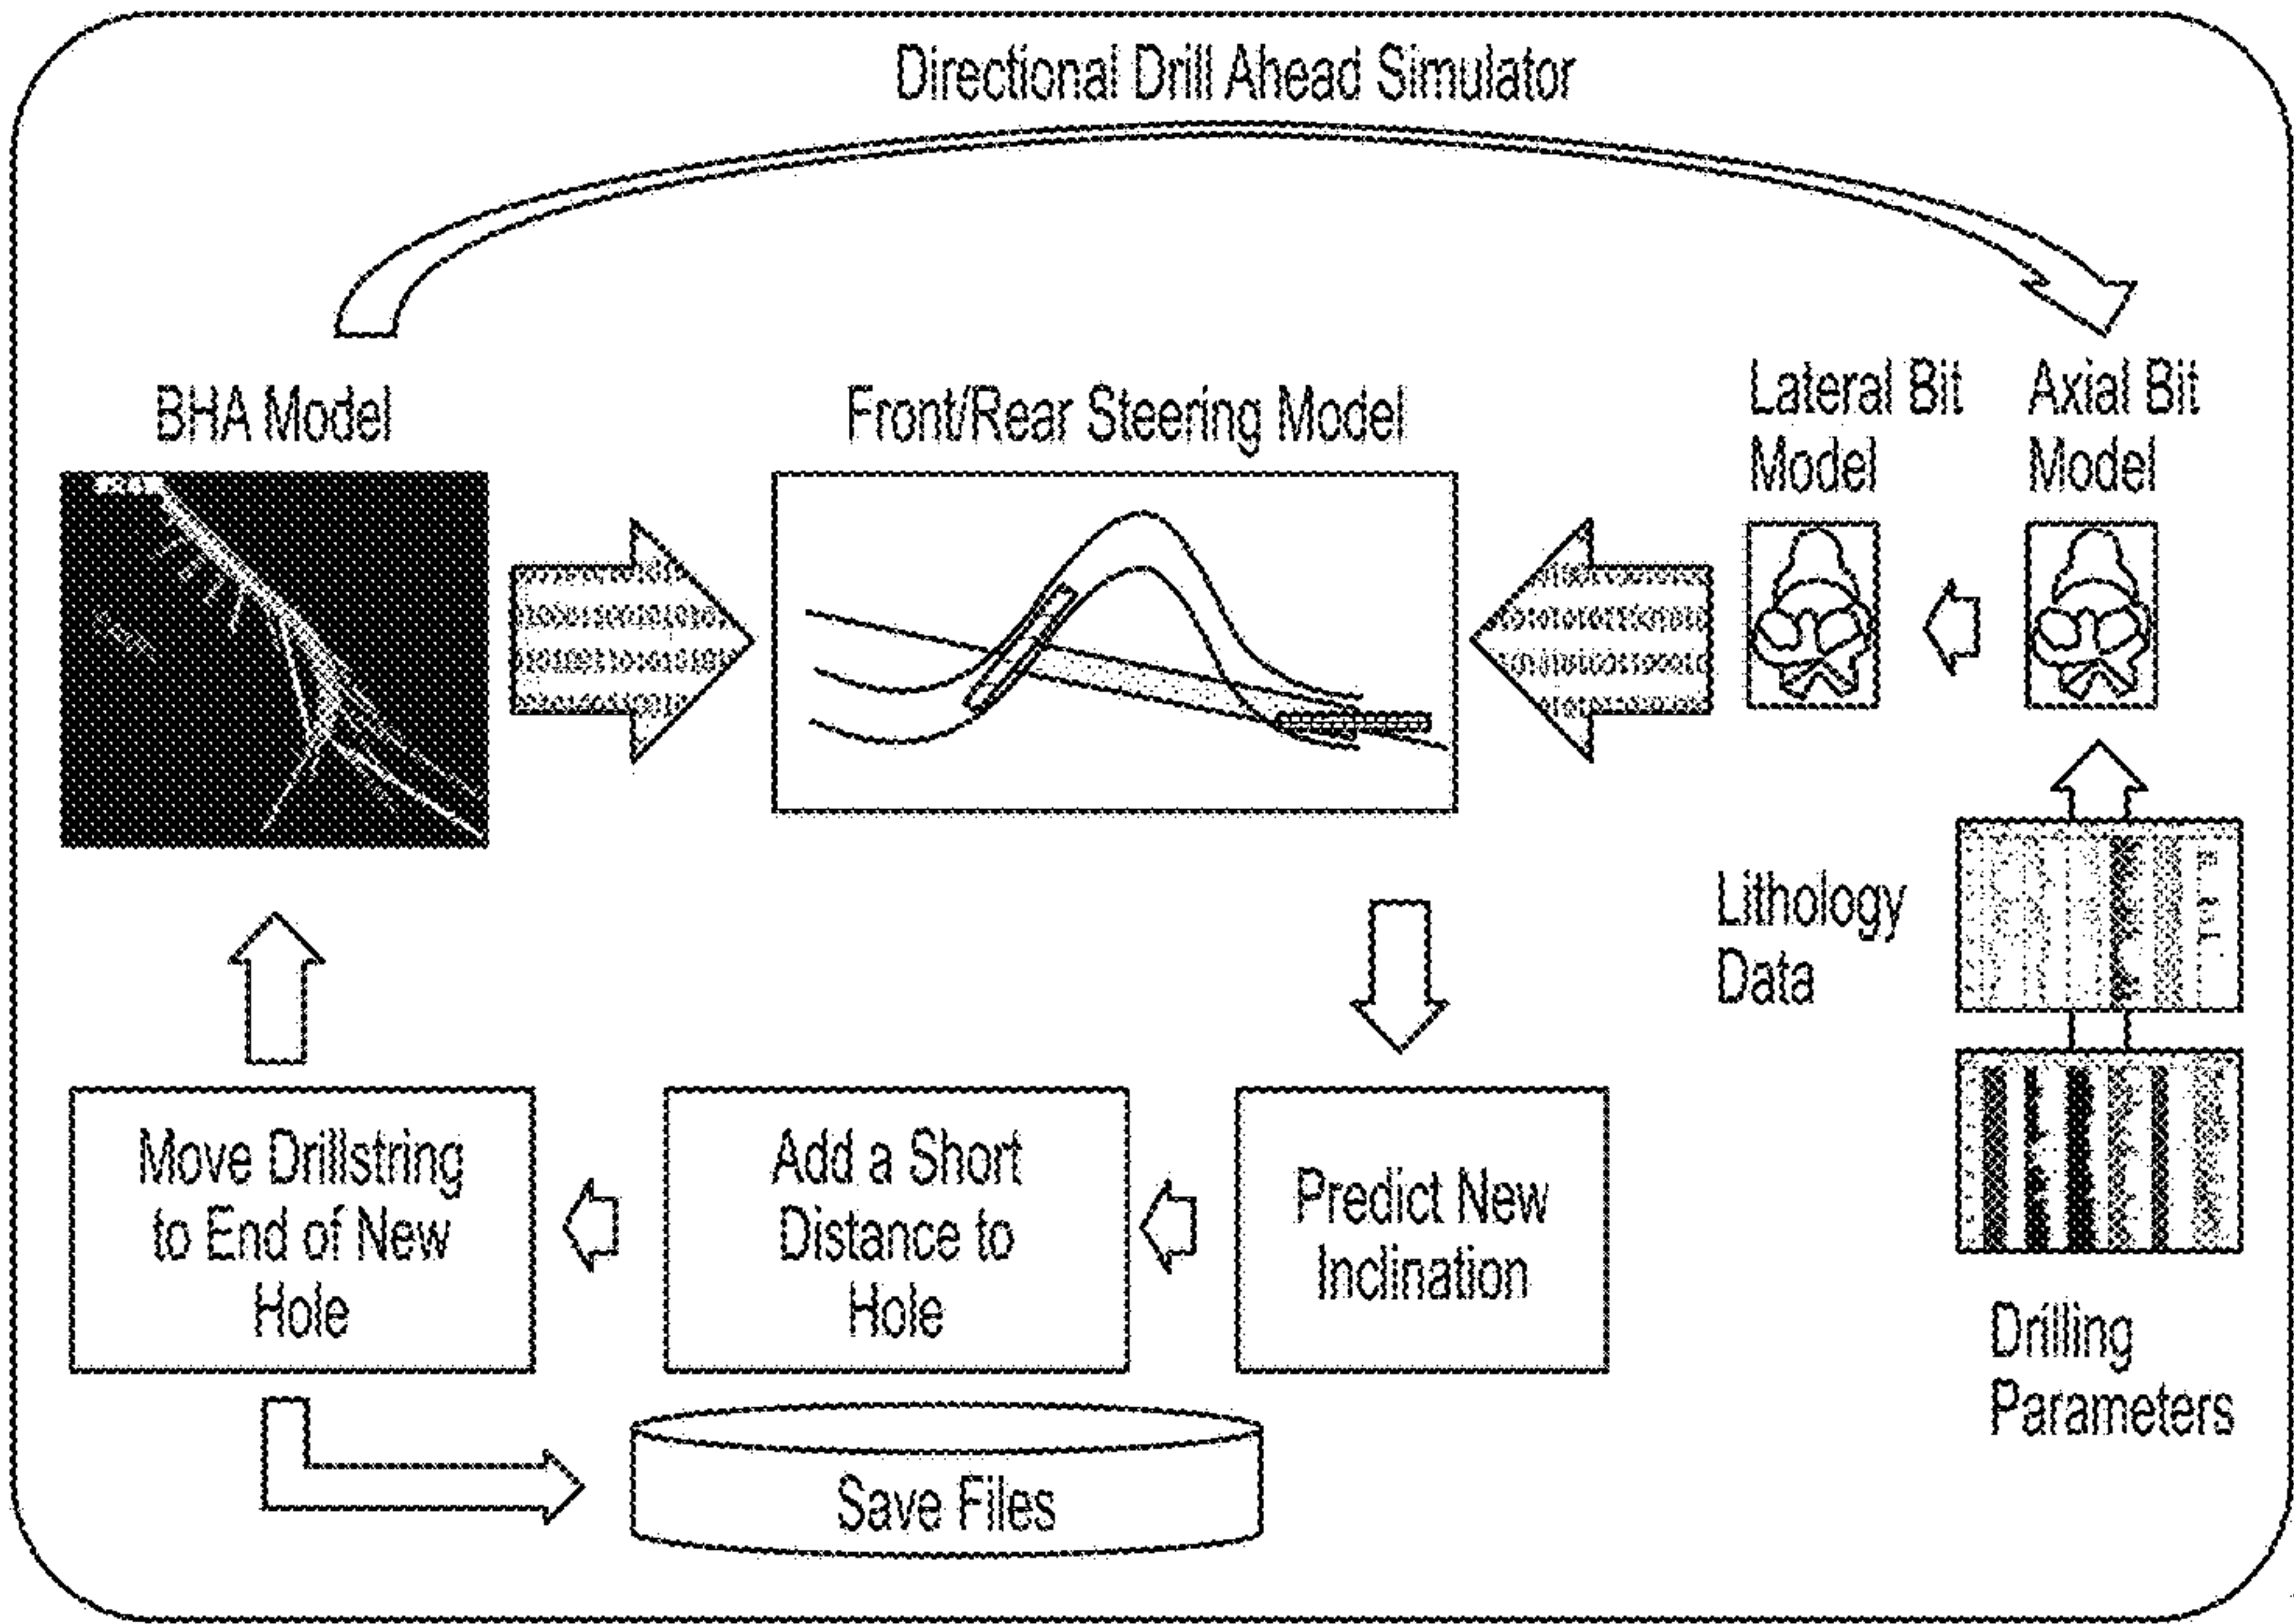 Directional Drill Ahead Simulator
BHA Model
Front/Rear Steering Model
Lateral Bit
Model
Axial Bit
Model
Lithology
Data
Move Drillstring
to End of New
Hole
Add a Short
Distance to
Hole
Predict New
Inclination
Drilling
Parameters
Save Files